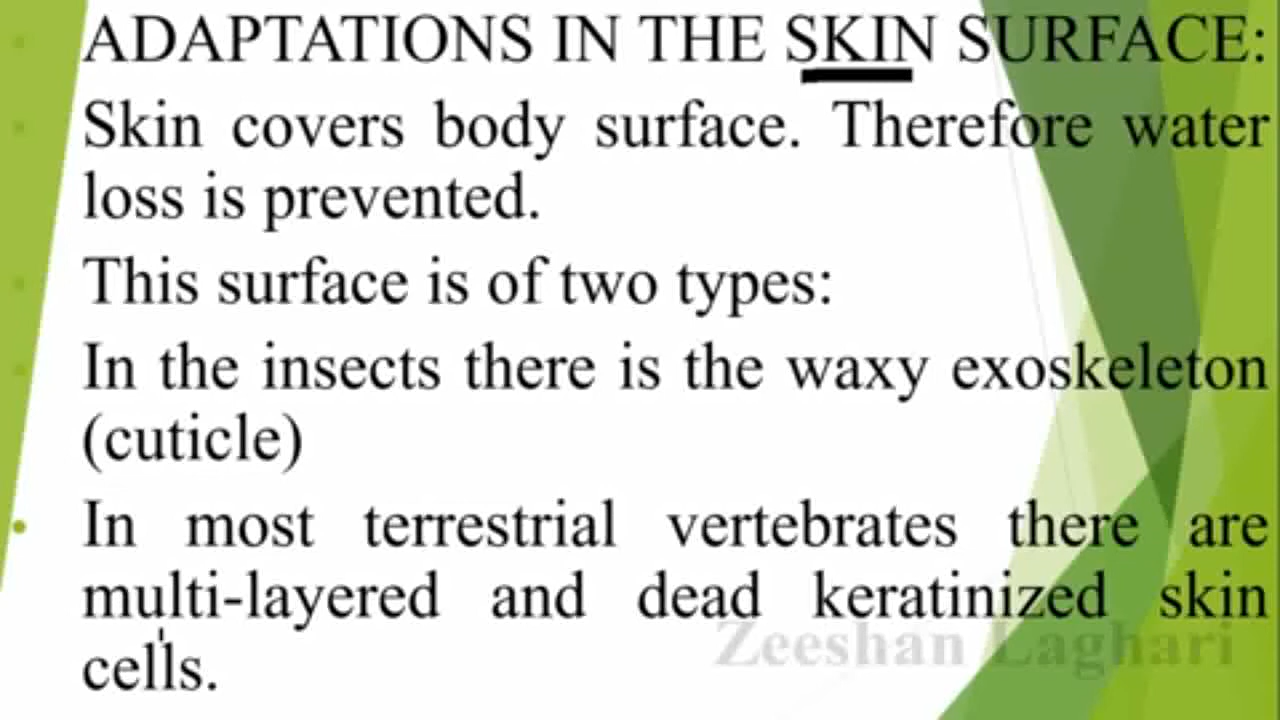 ADAPTATIONS IN THE SKIN SURFACE:
Skin covers body surface. Therefore water
loss is prevented.
This surface is of two types:
In the insects there is the waxy exoskeleton
(cuticle)
In most terrestrial vertebrates there are
multi-layered and dead keratinized skin
cells.
Zeeshan Laghari